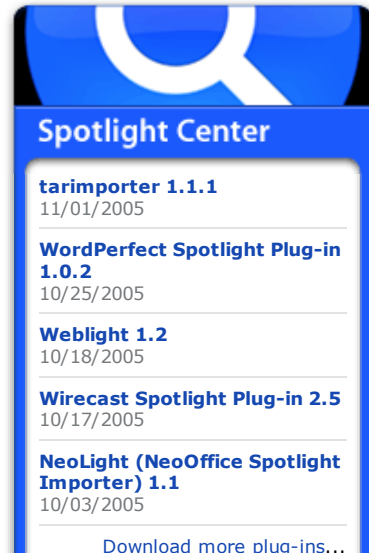 Spotlight Center
tarimporter 1.1.1
11/01/2005
WordPerfect Spotlight Plug-in
1.0.2
10/25/2005
Weblight 1.2
10/18/2005
Wirecast Spotlight Plug-in 2.5
10/17/2005
NeoLight (NeoOffice Spotlight
Importer) 1.1
10/03/2005
Download more plug-ins...